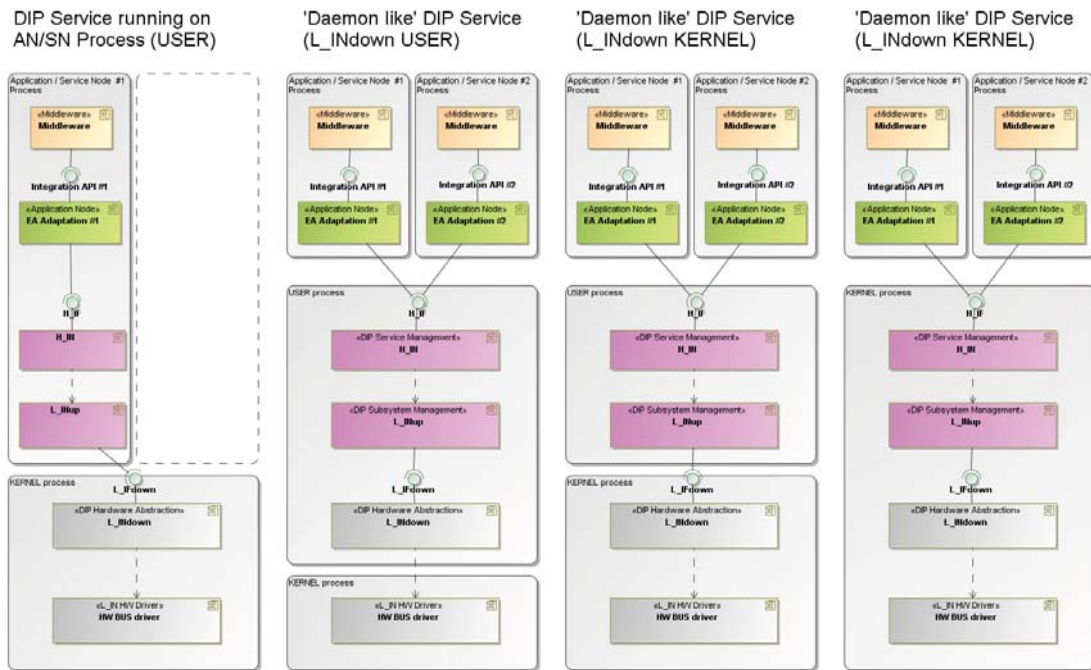 DIP Service running on
AN/SN Process (USER)
Application / Service Node #1
Process
«Middleware»
Middleware
Integration API #1
«Application Node»
EA Adaptation #1
H_IF
H_IN
L_INup
KERNEL process
L_IFdown
«DIP Hardware Abstraction»
L_INdown
«L_IN HW Driver»
HW BUS driver
'Daemon like' DIP Service
(L_INdown USER)
Application / Service Node #1
Process
«Middleware»
Middleware
Integration API #1
«Application Node»
EA Adaptation #1
Application / Service Node #2
Process
«Middleware»
Middleware
Integration API #2
«Application Node»
EA Adaptation #2
USER process
H_IF
«DIP Service Management»
H_IN
«DIP Subsystem Management»
L_INup
L_IFdown
«DIP Hardware Abstraction»
L_INdown
KERNEL process
«L_IN HW Driver»
HW BUS driver
'Daemon like' DIP Service
(L_INdown KERNEL)
Application / Service Node #1
Process
«Middleware»
Middleware
Integration API #1
«Application Node»
EA Adaptation #1
Application / Service Node #2
Process
«Middleware»
Middleware
Integration API #2
«Application Node»
EA Adaptation #2
USER process
H_IF
«DIP Service Management»
H_IN
«DIP Subsystem Management»
L_INup
KERNEL process
L_IFdown
«DIP Hardware Abstraction»
L_INdown
«L_IN HW Driver»
HW BUS driver
'Daemon like' DIP Service
(L_INdown KERNEL)
Application / Service Node #1
Process
«Middleware»
Middleware
Integration API #1
«Application Node»
EA Adaptation #1
Application / Service Node #2
Process
«Middleware»
Middleware
Integration API #2
«Application Node»
EA Adaptation #2
KERNEL process
H_IF
«DIP Service Management»
H_IN
«DIP Subsystem Management»
L_INup
L_IFdown
«DIP Hardware Abstraction»
L_INdown
«L_IN HW Driver»
HW BUS driver